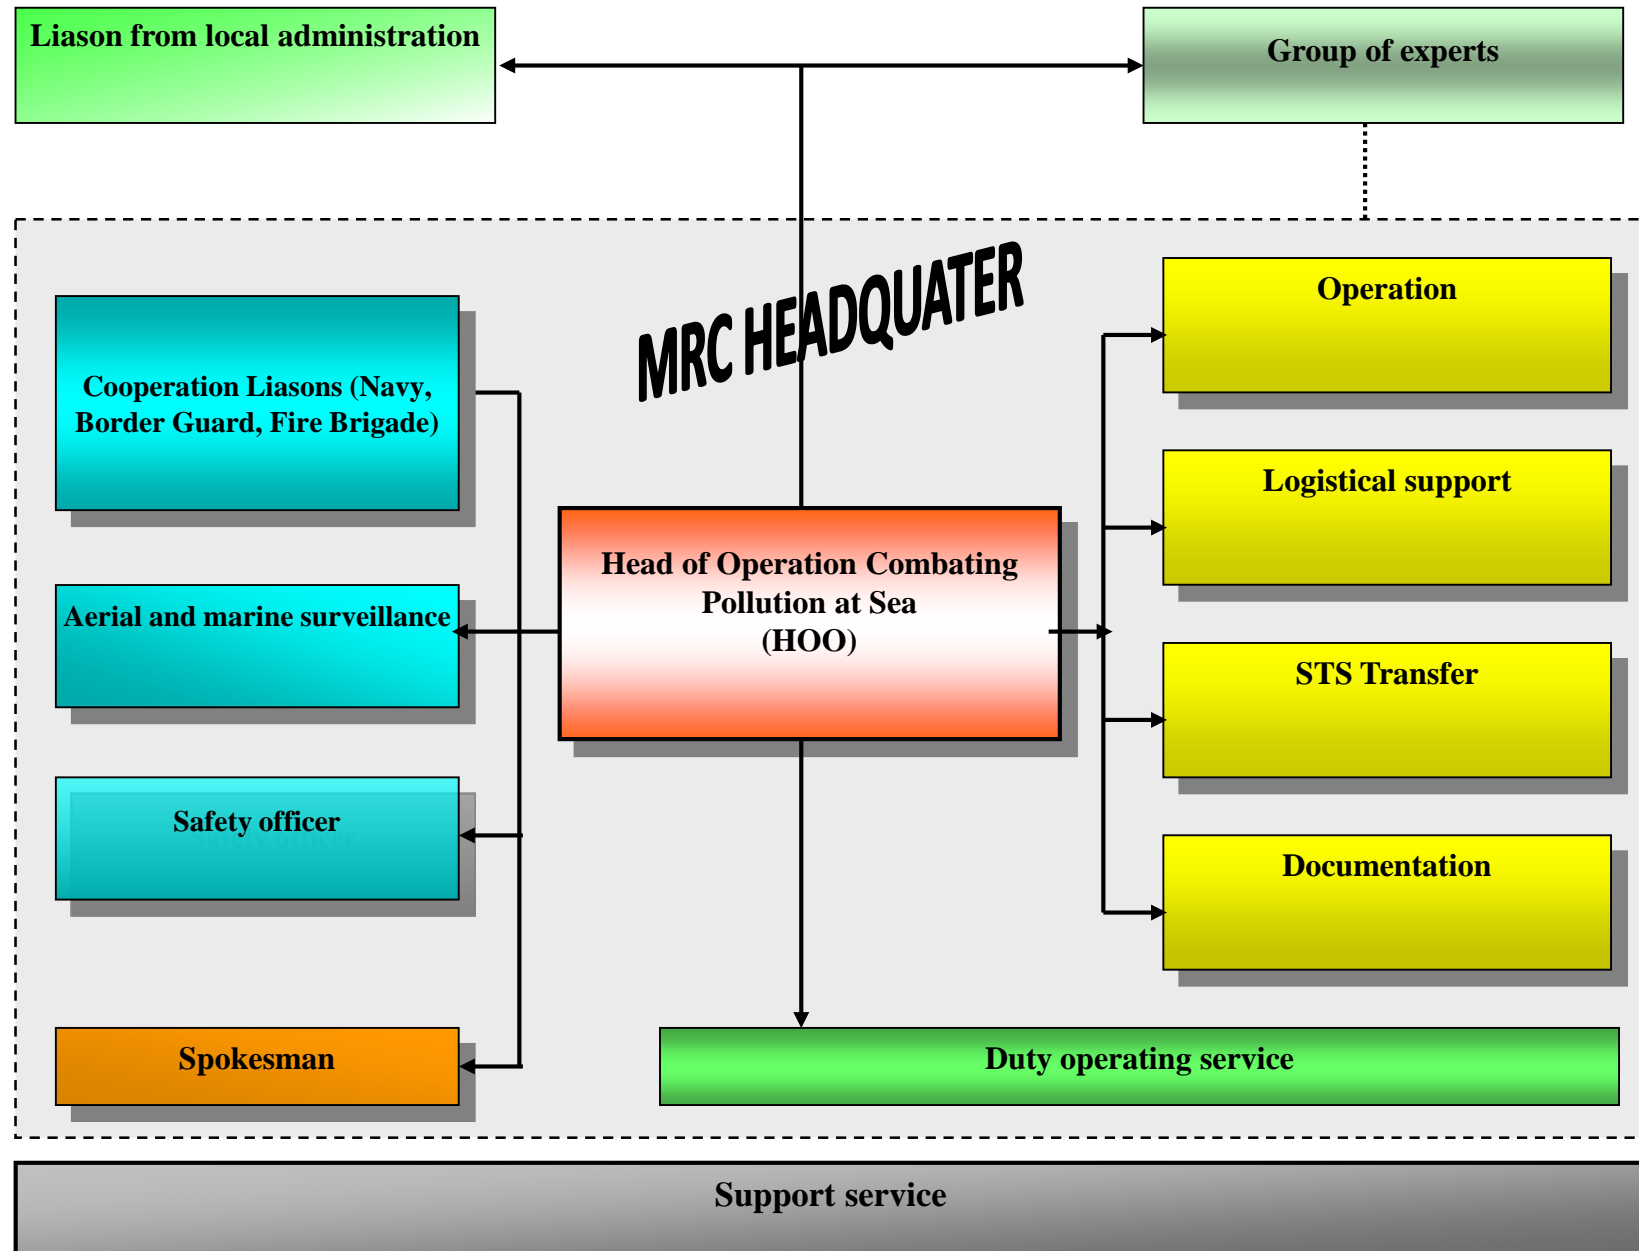 Liason from local administration
Group of experts
MRC HEADQUATER
Cooperation Liasons (Navy,
Border Guard, Fire Brigade)
Aerial and marine surveillance
Safety officer
Spokesman
Head of Operation Combating
Pollution at Sea
(HOO)
Operation
Logistical support
STS Transfer
Documentation
Duty operating service
Support service